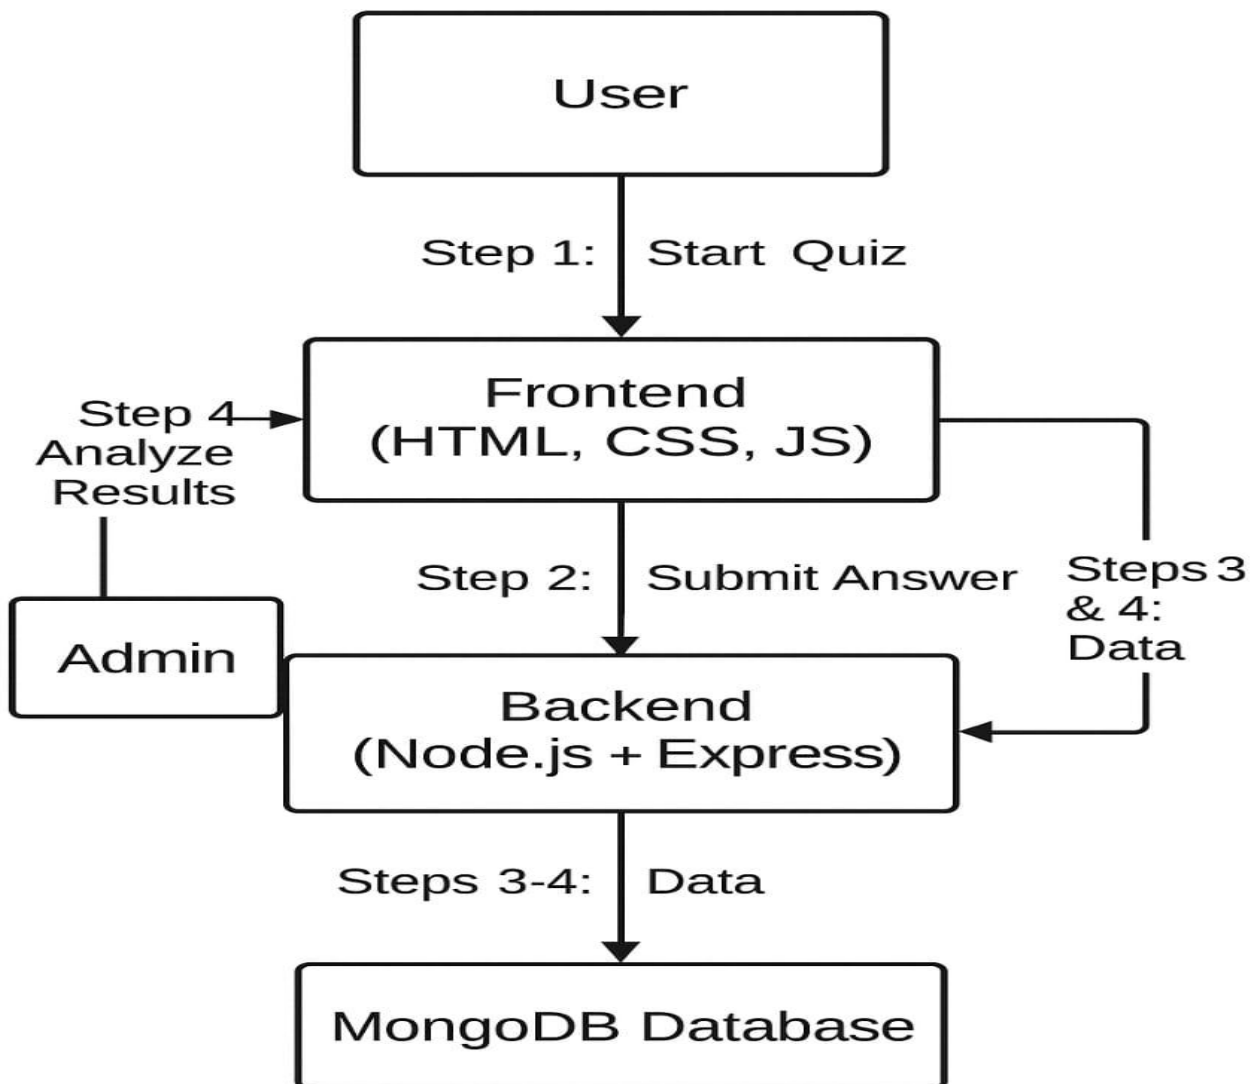 User
Step 1: Start Quiz
Frontend
(HTML, CSS, JS)
Step 4
Analyze
Results
Step 2: Submit Answer
Steps 3
& 4:
Data
Admin
Backend
(Node.js + Express)
Steps 3-4: Data
MongoDB Database